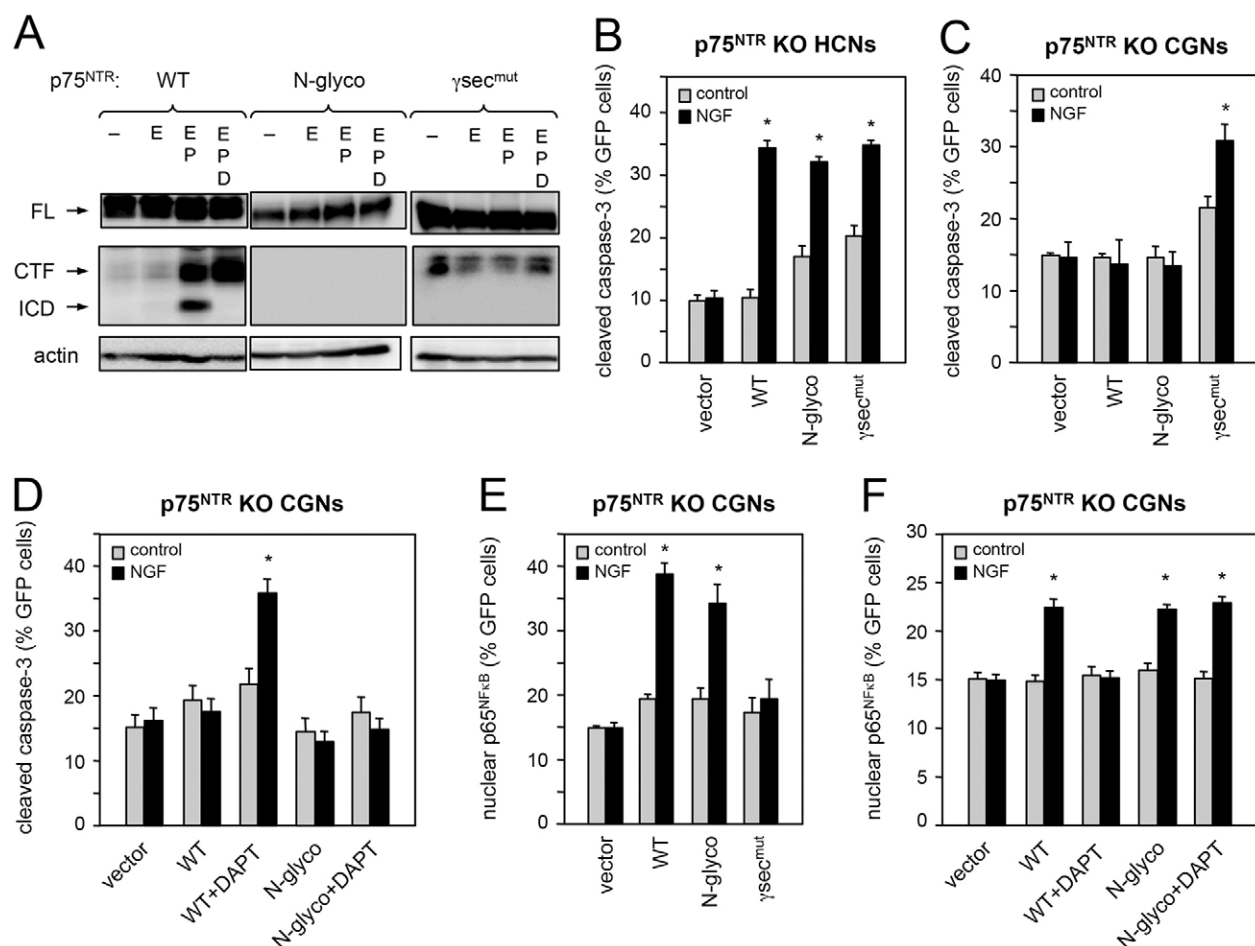 A
p75NTR: WT N-glyco γsecmut
– E E E – E E E – E E E
P P P P P P
D D D
FL
CTF
ICD
actin
B
p75NTR KO HCNs
cleaved caspase-3 (% GFP cells)
control
NGF
40
30
20
10
0
* * *
vector
WT
N-glyco
γsecmut
C
p75NTR KO CGNs
cleaved caspase-3 (% GFP cells)
control
NGF
40
30
20
10
0
*
vector
WT
N-glyco
γsecmut
D
p75NTR KO CGNs
cleaved caspase-3 (% GFP cells)
control
NGF
40
30
20
10
0
*
vector
WT
WT+DAPT
N-glyco
N-glyco+DAPT
E
p75NTR KO CGNs
nuclear p65NFκB (% GFP cells)
control
NGF
40
30
20
10
0
* *
vector
WT
N-glyco
γsecmut
F
p75NTR KO CGNs
nuclear p65NFκB (% GFP cells)
control
NGF
30
25
20
15
10
5
0
* * *
vector
WT
WT+DAPT
N-glyco
N-glyco+DAPT